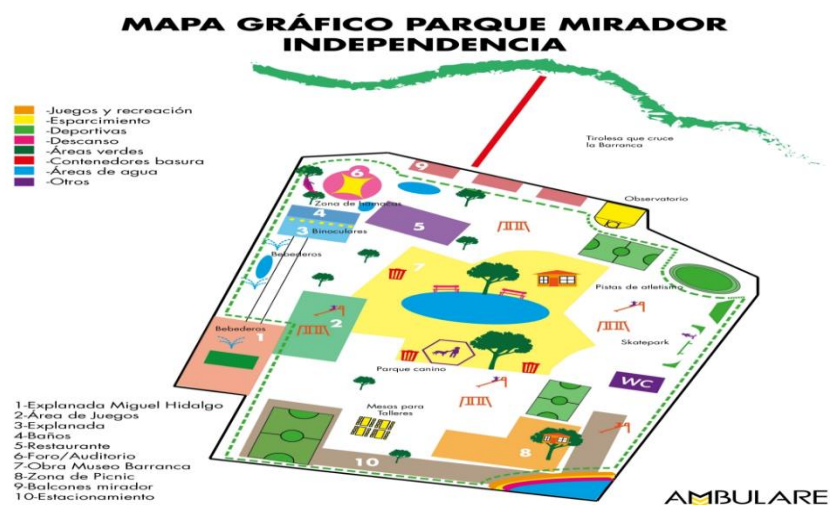 MAPA GRÁFICO PARQUE MIRADOR
INDEPENDENCIA
-Juegos y recreación
-Esparcimiento
-Deportivas
-Descanso
-Áreas verdes
-Contenedores basura
-Áreas de agua
-Otros
Tirolesa que cruce
la Barranca
9
6
Observatorio
Zona de hamacas
4
5
3
Binoculares
Bebederos
7
Pistas de atletismo
2
Bebederos
1
Skatepark
Parque canino
WC
Mesas para
Talleres
8
10
1-Explanada Miguel Hidalgo
2-Área de Juegos
3-Explanada
4-Baños
5-Restaurante
6-Foro/Auditorio
7-Obra Museo Barranca
8-Zona de Picnic
9-Balcones mirador
10-Estacionamiento
AMBULARE